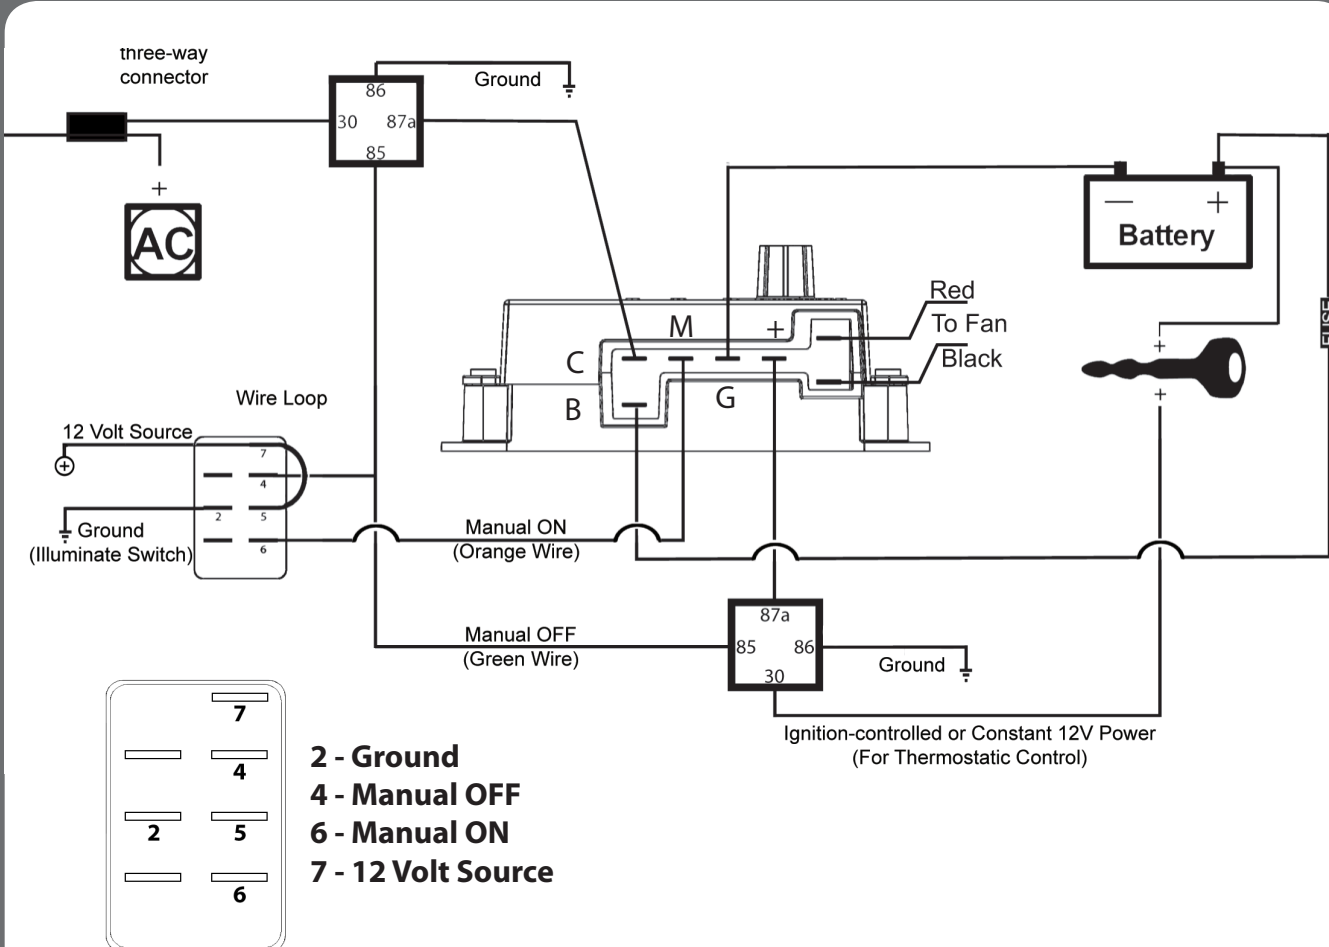 three-way
connector
86
30
87a
85
Ground
+
AC
— +
Battery
FUSE
Red
To Fan
Black
M
+
C
B
G
+
+
Wire Loop
12 Volt Source
+
7
4
2
5
6
Ground
(Illuminate Switch)
Manual ON
(Orange Wire)
Manual OFF
(Green Wire)
87a
85
86
30
Ground
Ignition-controlled or Constant 12V Power
(For Thermostatic Control)
7
4
2
5
6
2 - Ground
4 - Manual OFF
6 - Manual ON
7 - 12 Volt Source